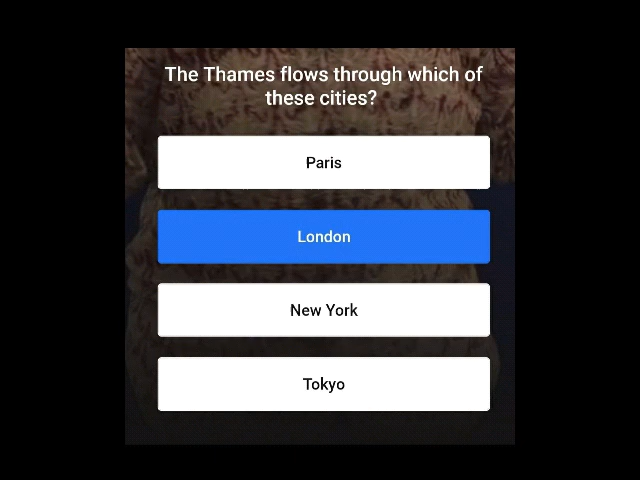 The Thames flows through which of
these cities?
Paris
London
New York
Tokyo